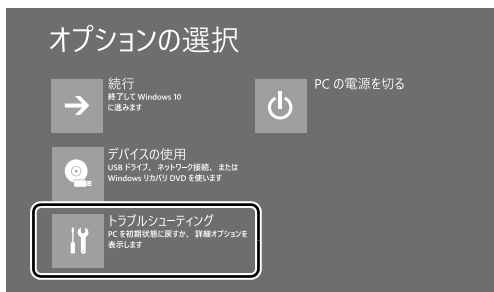 オプションの選択
続行
終了して Windows 10
に進みます
PC の電源を切る
デバイスの使用
USB ドライブ、ネットワーク接続、または
Windows リカバリ DVD を使います
トラブルシューティング
PC を初期状態に戻すか、詳細オプションを
表示します